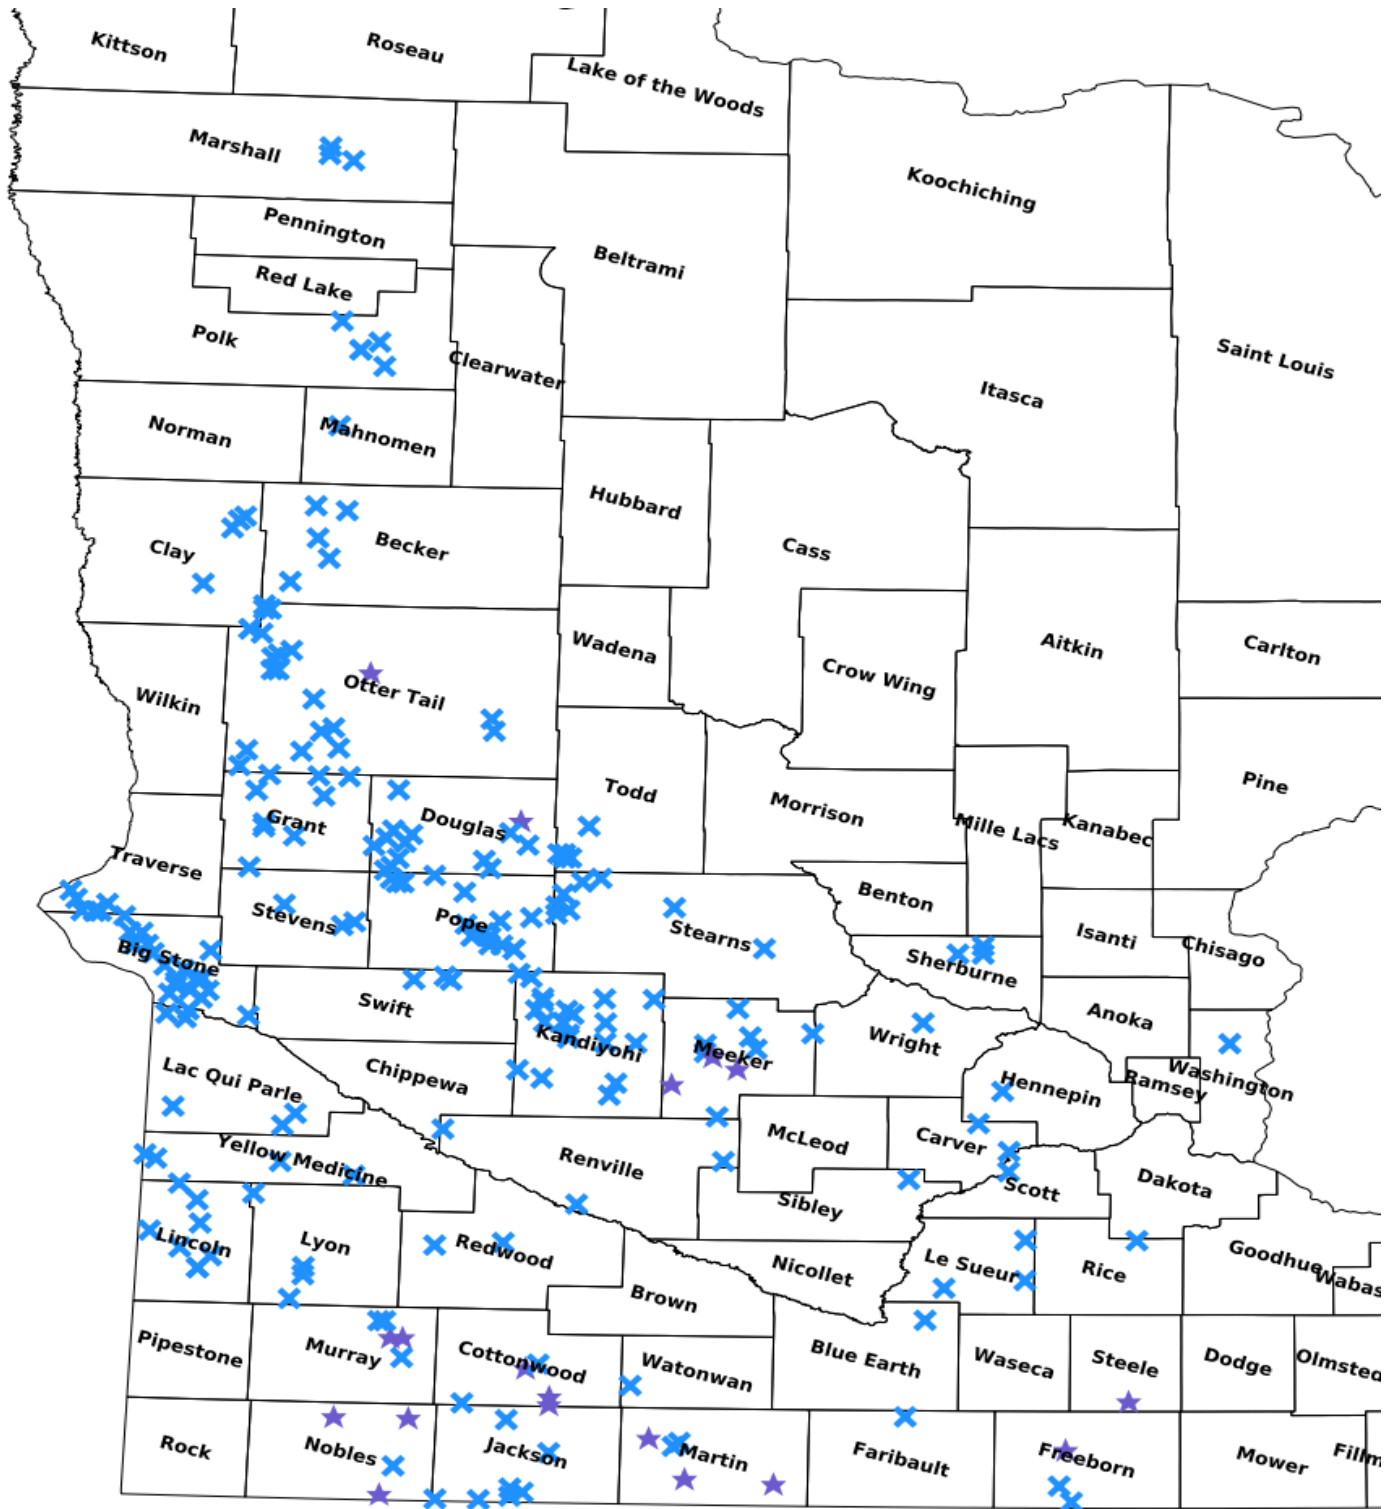 Kittson
Roseau
Lake of the Woods
Marshall
Koochiching
Pennington
Beltrami
Red Lake
Polk
Clearwater
Saint Louis
Itasca
Norman
Mahnomen
Hubbard
Clay
Becker
Cass
Wadena
Aitkin
Carlton
Crow Wing
Otter Tail
Wilkin
Todd
Morrison
Pine
Grant
Douglas
Mille Lacs
Kanabec
Traverse
Benton
Stevens
Pope
Stearns
Isanti
Chisago
Big Stone
Sherburne
Swift
Anoka
Kandiyohi
Wright
Meeker
Lac Qui Parle
Chippewa
Hennepin
Ramsey
Washington
McLeod
Carver
Yellow Medicine
Renville
Scott
Dakota
Sibley
Lincoln
Lyon
Redwood
Nicollet
Le Sueur
Rice
Goodhue
Wabas
Brown
Pipestone
Murray
Cottonwood
Watonwan
Blue Earth
Waseca
Steele
Dodge
Olmsted
Rock
Nobles
Jackson
Martin
Faribault
Freeborn
Mower
Fillm